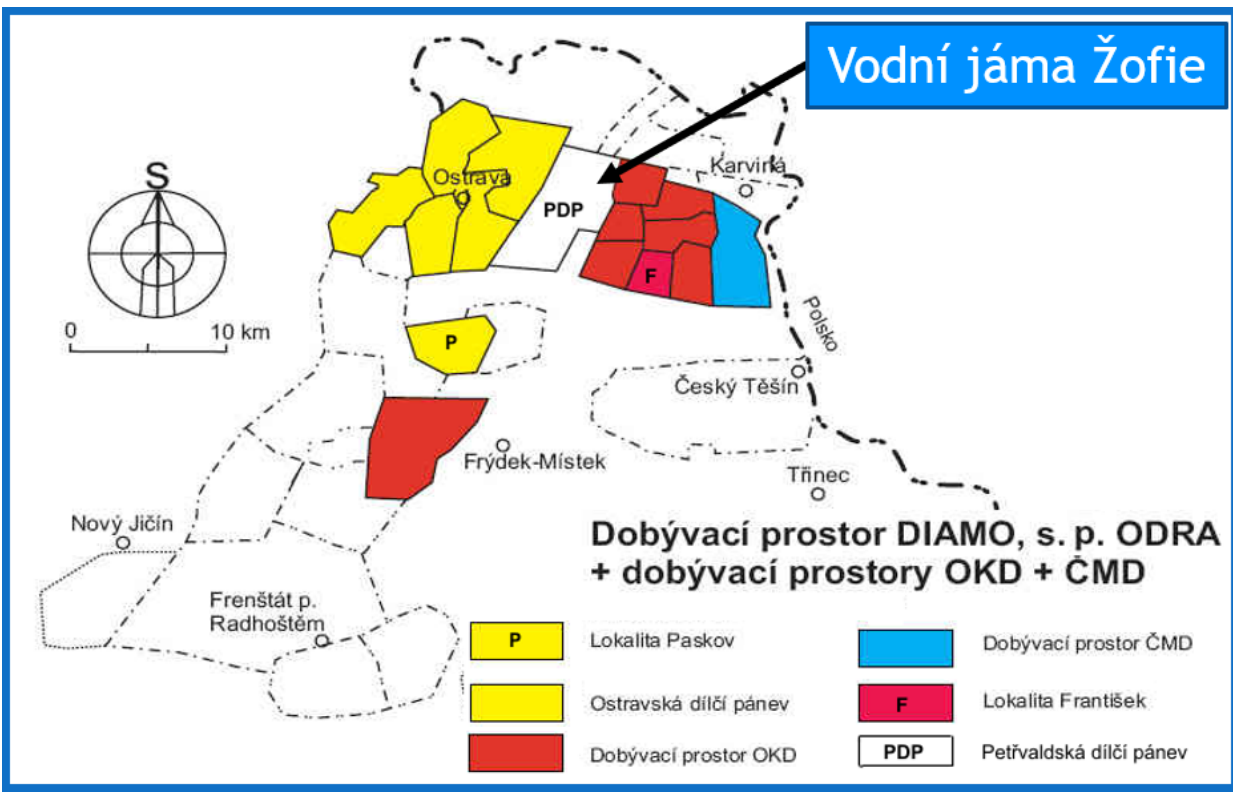 Vodní jáma Žofie
S
0 10 km
Ostrava
Karviná
PDP
F
P
Polsko
Český Těšín
Frýdek-Místek
Třinec
Nový Jičín
Frenštát p.
Radhoštěm
Dobývací prostor DIAMO, s. p. ODRA
+ dobývací prostory OKD + ČMD
P Lokalita Paskov
Ostravská dílčí pánev
Dobývací prostor OKD
Dobývací prostor ČMD
F Lokalita František
PDP Petřvaldská dílčí pánev